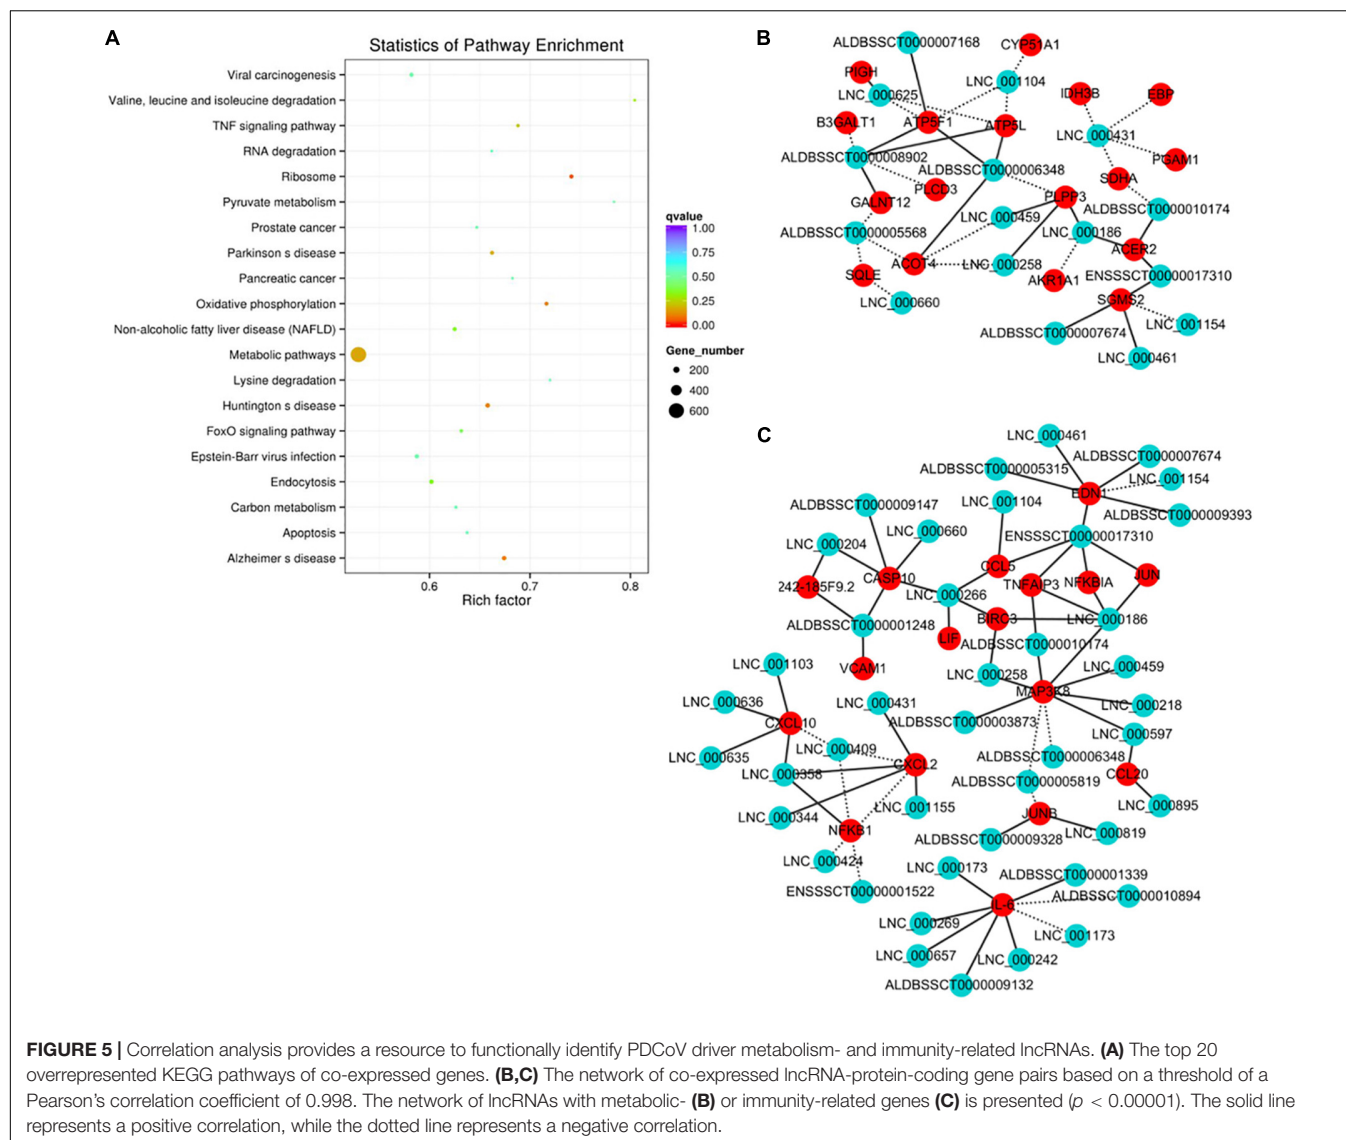 A
Statistics of Pathway Enrichment
Viral carcinogenesis
Valine, leucine and isoleucine degradation
TNF signaling pathway
RNA degradation
Ribosome
Pyruvate metabolism
Prostate cancer
Parkinson s disease
Pancreatic cancer
Oxidative phosphorylation
Non-alcoholic fatty liver disease (NAFLD)
Metabolic pathways
Lysine degradation
Huntington s disease
FoxO signaling pathway
Epstein-Barr virus infection
Endocytosis
Carbon metabolism
Apoptosis
Alzheimer s disease
0.6 0.7 0.8
Rich factor
qvalue
1.00
0.75
0.50
0.25
0.00
Gene_number
200
400
600
B
ALDBSSCT0000007168
CYP51A1
PIGH
LNC_001104
LNC_000625
IDH3B
EBP
B3GALT1
ATP5F1
ATP5L
LNC_000431
ALDBSSCT0000008902
ALDBSSCT0000006348
PGAM1
PLCD3
SDHA
GALNT12
PLPP3
LNC_000459
ALDBSSCT0000010174
ALDBSSCT0000005568
LNC_000186
ACER2
SQLE
ACOT4
LNC_000258
AKR1A1
ENSSSCT00000017310
LNC_000660
SGMS2
ALDBSSCT0000007674
LNC_001154
LNC_000461
C
LNC_000461
ALDBSSCT0000005315
ALDBSSCT0000007674
LNC_001154
EDN1
ALDBSSCT0000009147
LNC_001104
ALDBSSCT0000009393
LNC_000660
ENSSSCT00000017310
LNC_000204
CCL5
242-185F9.2
CASP10
TNFAIP3
NFKBIA
JUN
LNC_000266
ALDBSSCT0000001248
BIRC3
LNC_000186
LIF
ALDBSSCT0000010174
VCAM1
LNC_001103
LNC_000258
LNC_000459
MAP3K8
LNC_000636
LNC_000431
LNC_000218
CXCL10
ALDBSSCT0000003873
LNC_000597
LNC_000409
LNC_000635
ALDBSSCT0000006348
LNC_000358
CXCL2
CCL20
ALDBSSCT0000005819
LNC_000344
LNC_001155
LNC_000895
NFKB1
JUNB
ALDBSSCT0000009328
LNC_000819
LNC_000424
LNC_000173
ALDBSSCT0000001339
ENSSSCT00000001522
ALDBSSCT0000010894
IL-6
LNC_000269
LNC_001173
LNC_000657
LNC_000242
ALDBSSCT0000009132
FIGURE 5 | Correlation analysis provides a resource to functionally identify PDCoV driver metabolism- and immunity-related lncRNAs. (A) The top 20
overrepresented KEGG pathways of co-expressed genes. (B,C) The network of co-expressed lncRNA-protein-coding gene pairs based on a threshold of a
Pearson’s correlation coefficient of 0.998. The network of lncRNAs with metabolic- (B) or immunity-related genes (C) is presented (p < 0.00001). The solid line
represents a positive correlation, while the dotted line represents a negative correlation.